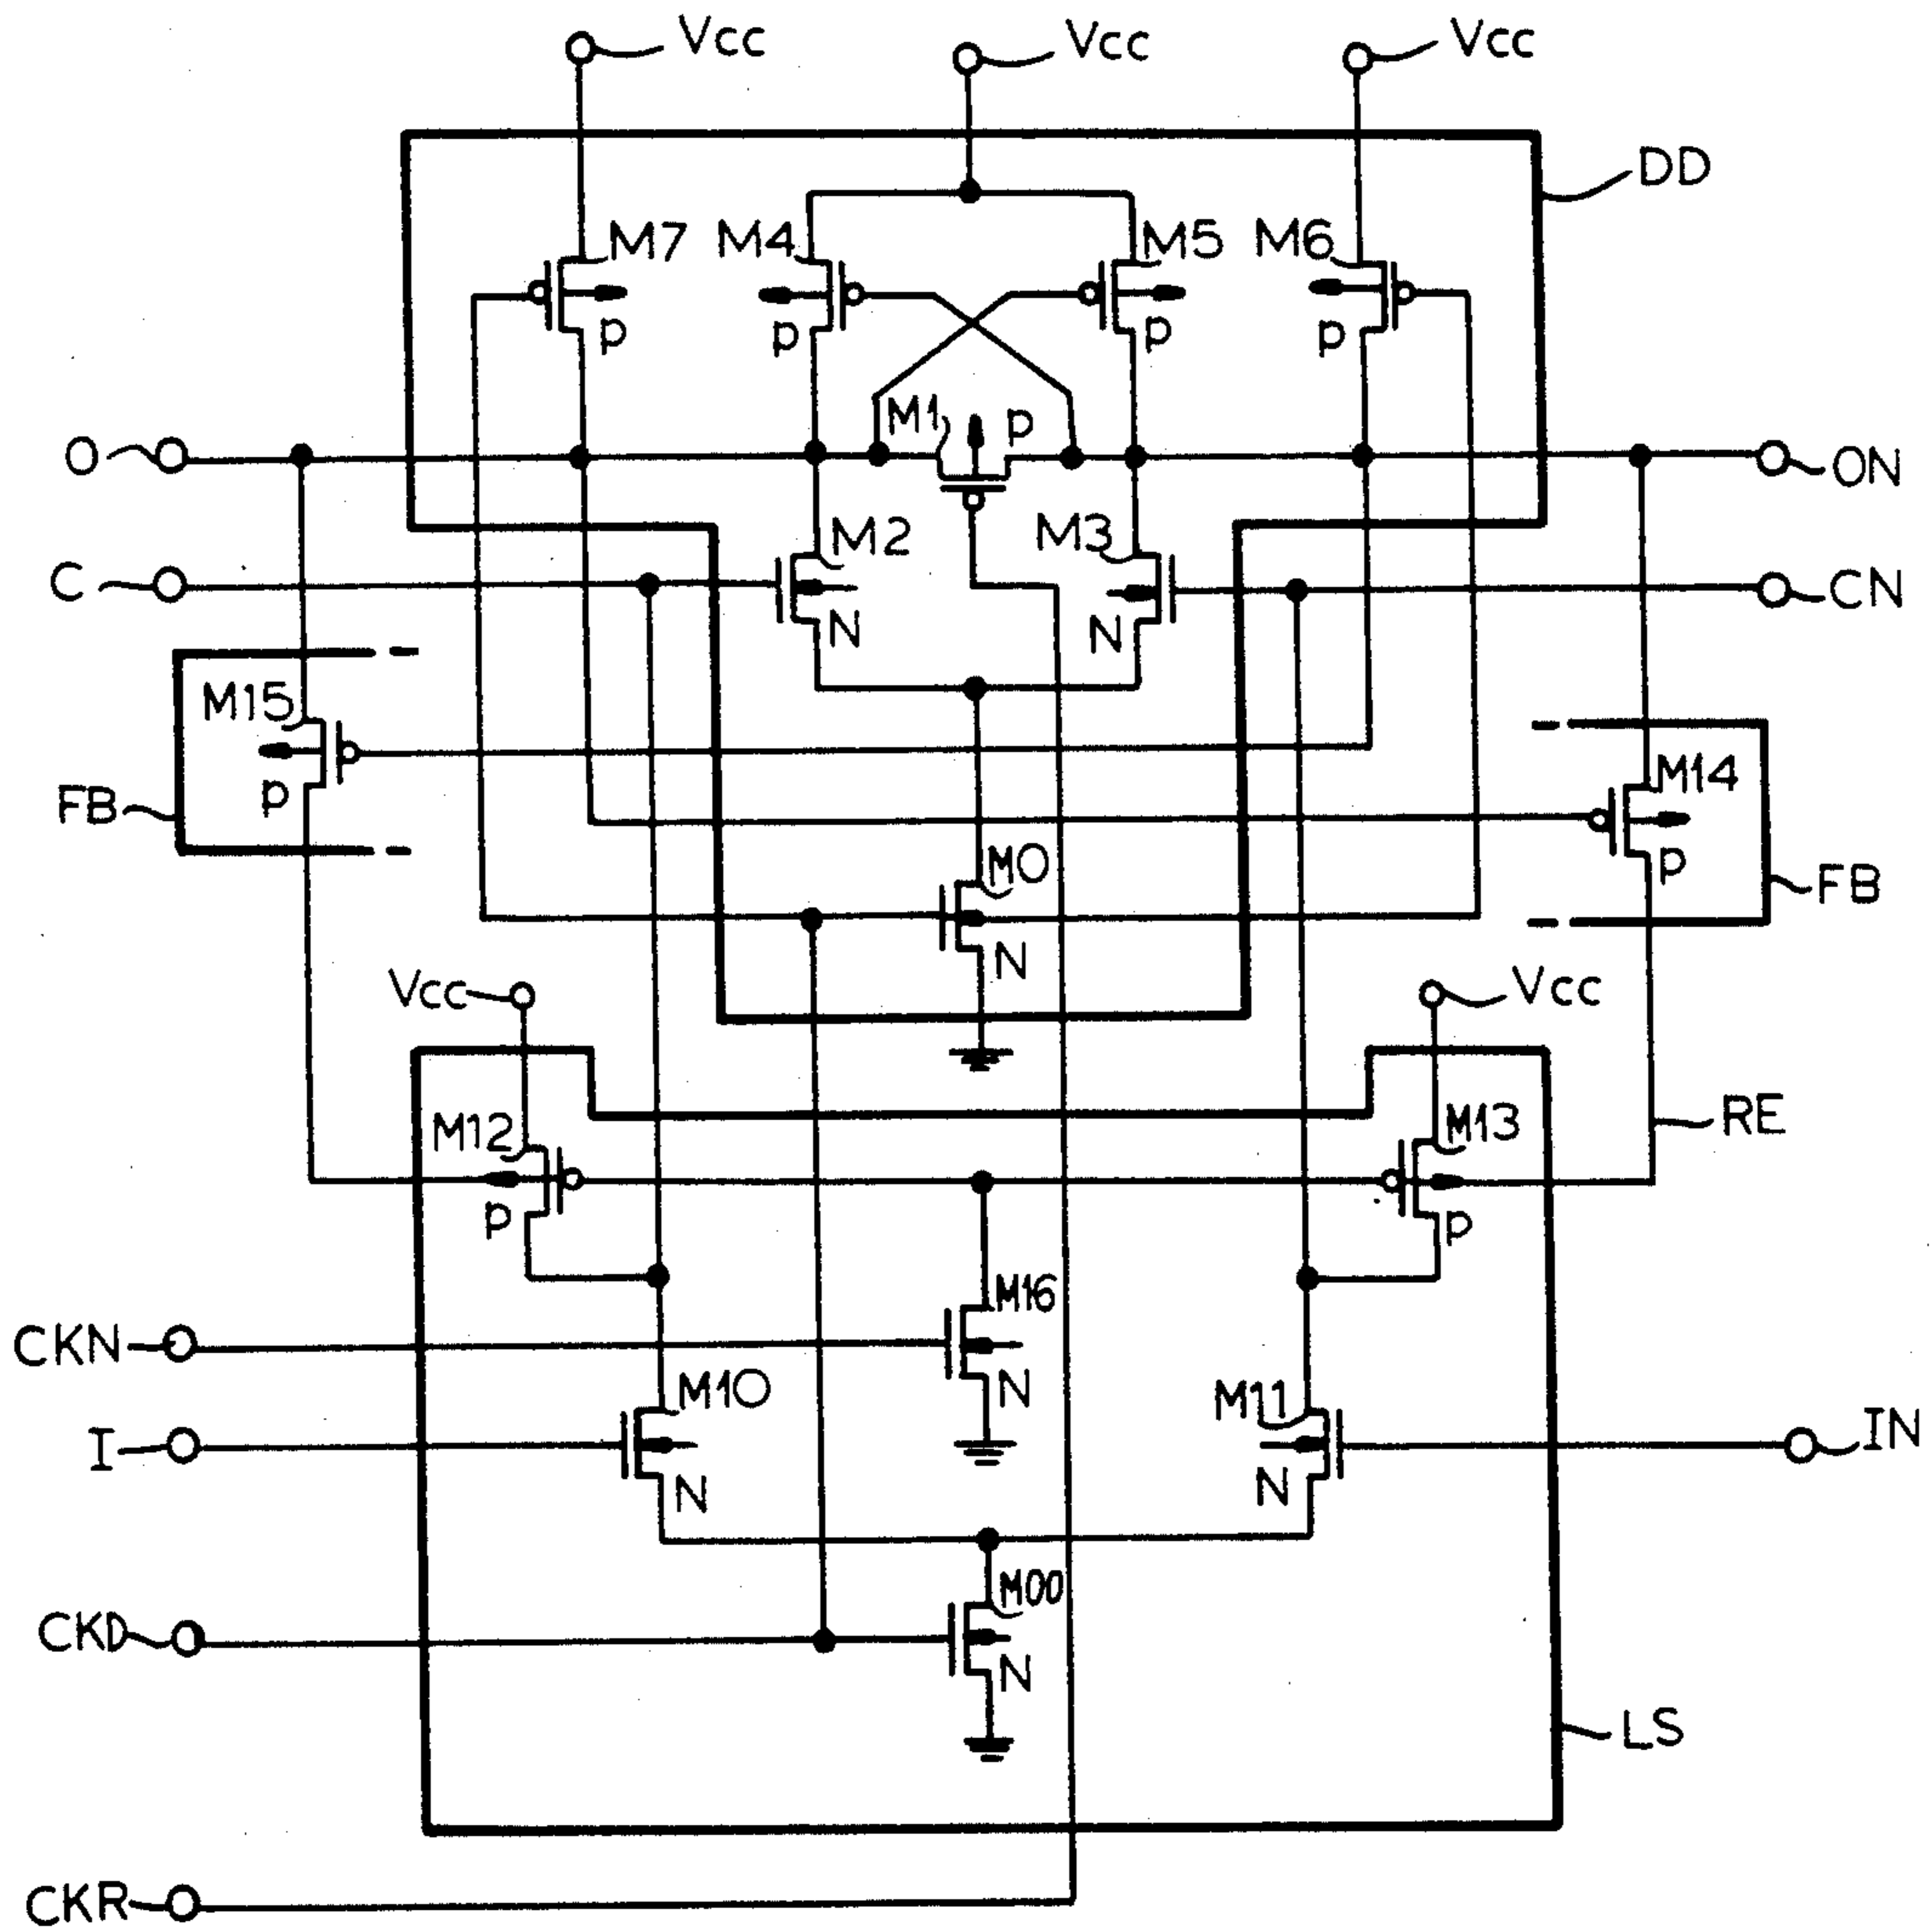 Vcc Vcc Vcc
DD
M7 M4 M5 M6
P P P P
M1 P
O ON
M2 M3
C CN
N N
M15
P
FB
M14
P
FB
M0
N
Vcc Vcc
M12 M13
RE
P P
M16
CKN
N
M10 M11
I IN
N N
M00
CKD
N
LS
CKR